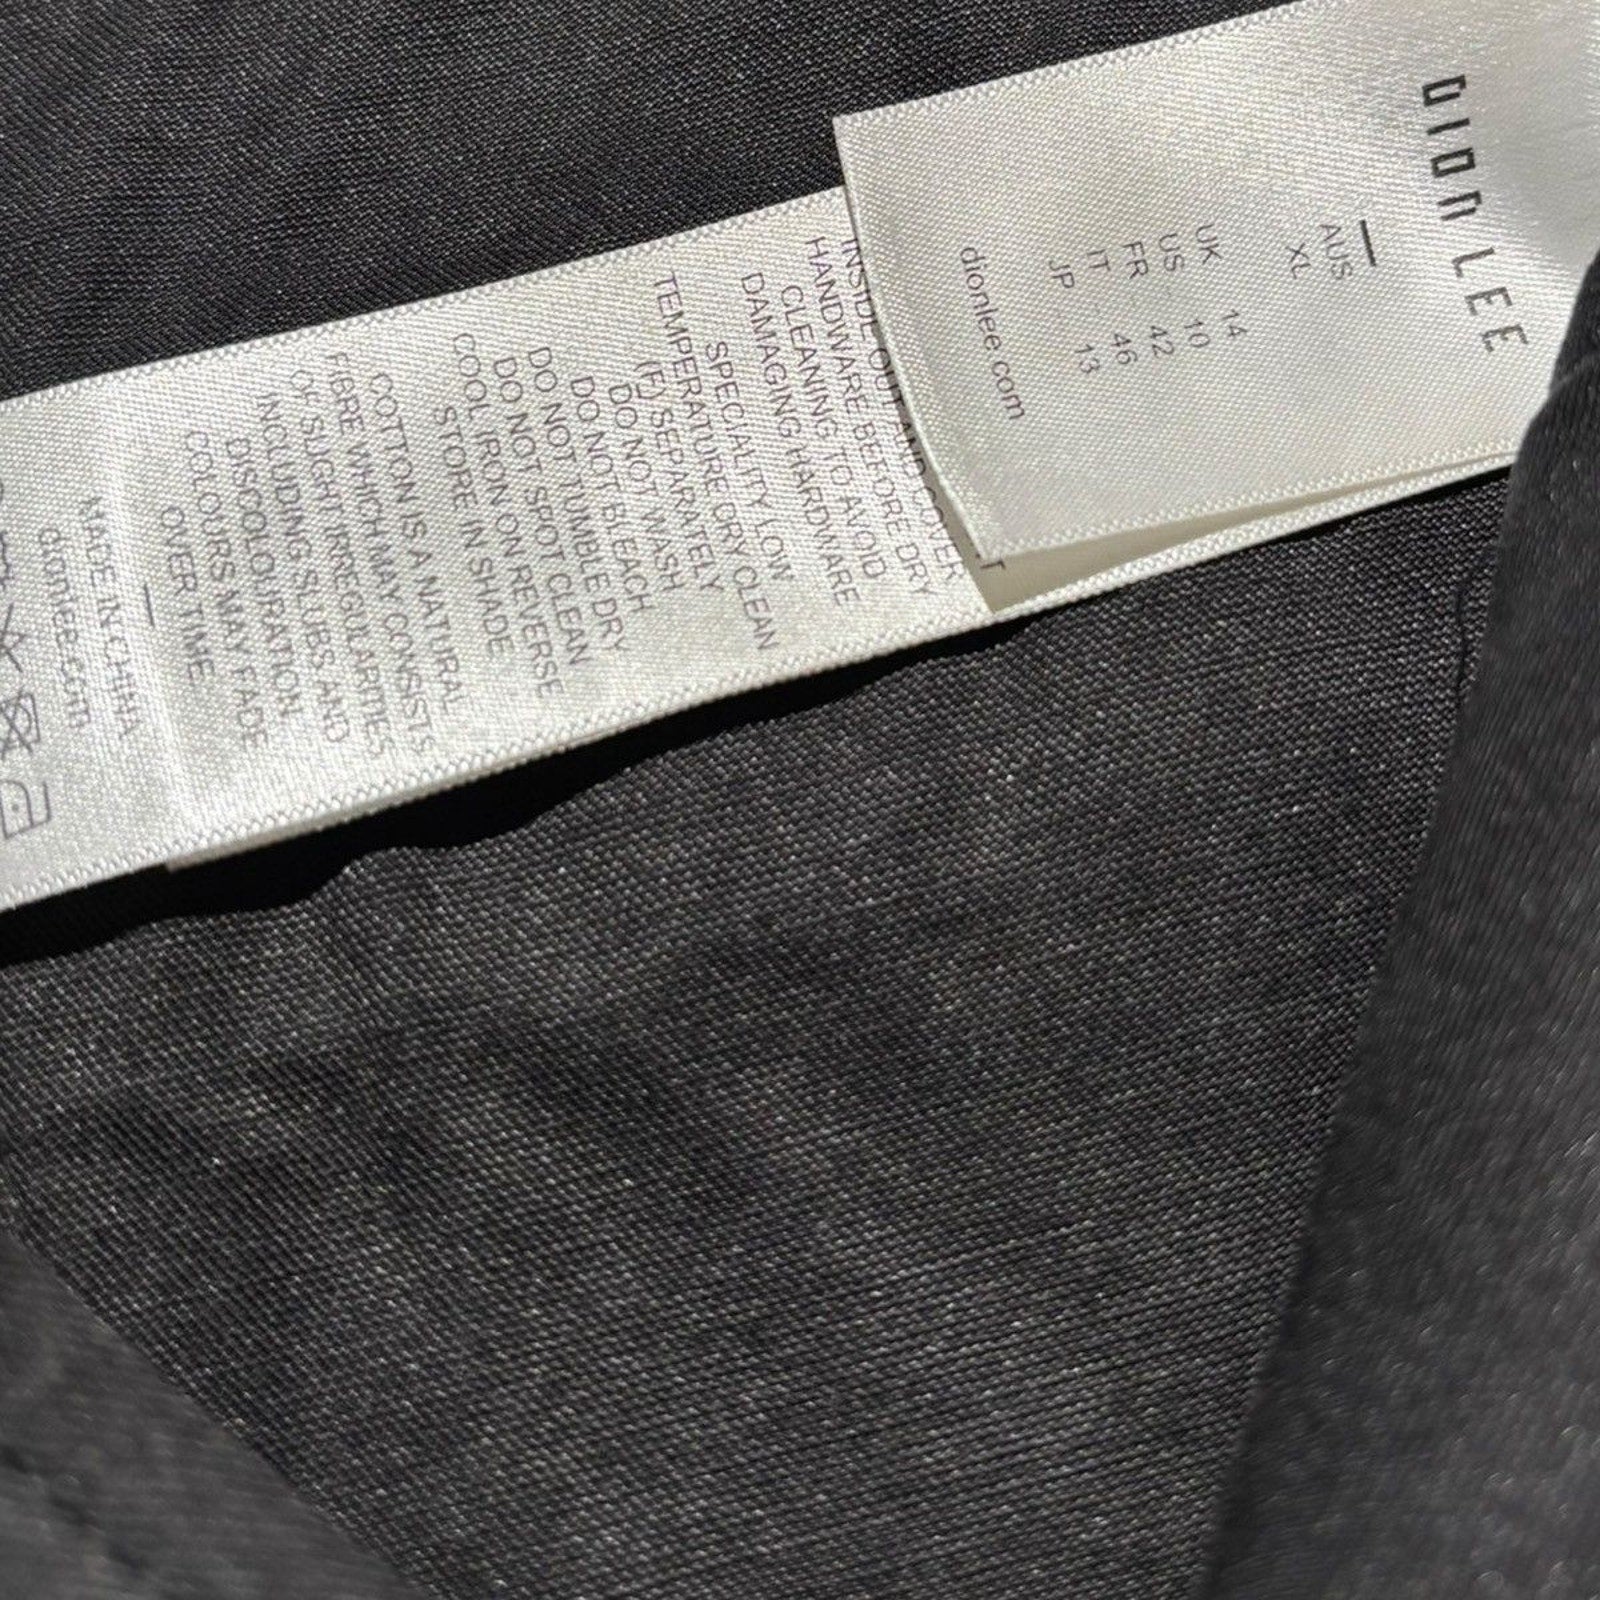 DION LEE
AUS
XL
UK 14
US 10
FR 42
IT 46
JP 13
dionlee.com
INSIDE OUT AND COVER
HANDWARE BEFORE DRY
CLEANING TO AVOID
DAMAGING HARDWARE
SPECIALITY LOW
TEMPERATURE DRY CLEAN
(F) SEPARATELY
DO NOT WASH
DO NOT BLEACH
DO NOT TUMBLE DRY
DO NOT SPOT CLEAN
COOL IRON ON REVERSE
STORE IN SHADE
COTTON IS A NATURAL
FIBRE WHICH MAY CONSISTS
OF SLIGHT IRREGULARITIES
INCLUDING SLUBS AND
DISCOLOURATION.
COLOURS MAY FADE
OVER TIME
MADE IN CHINA
dionlee.com